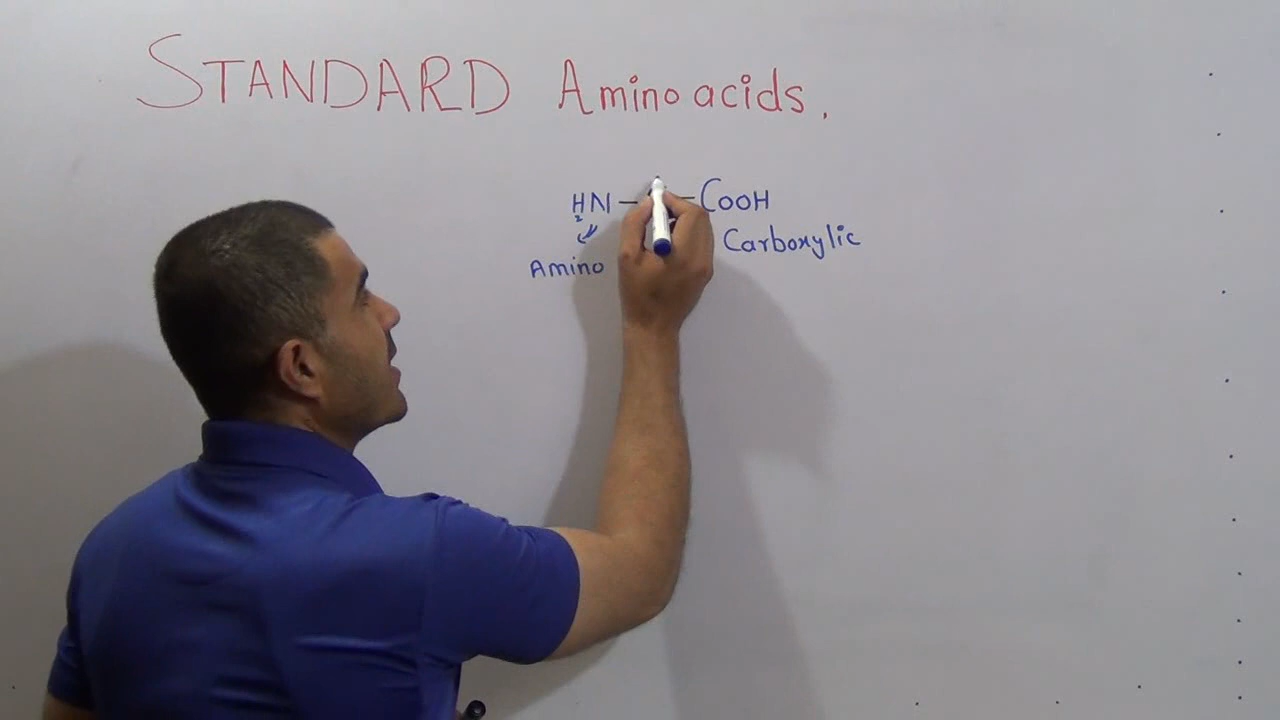 STANDARD Amino acids.
H2N — — COOH
Amino Carboxylic